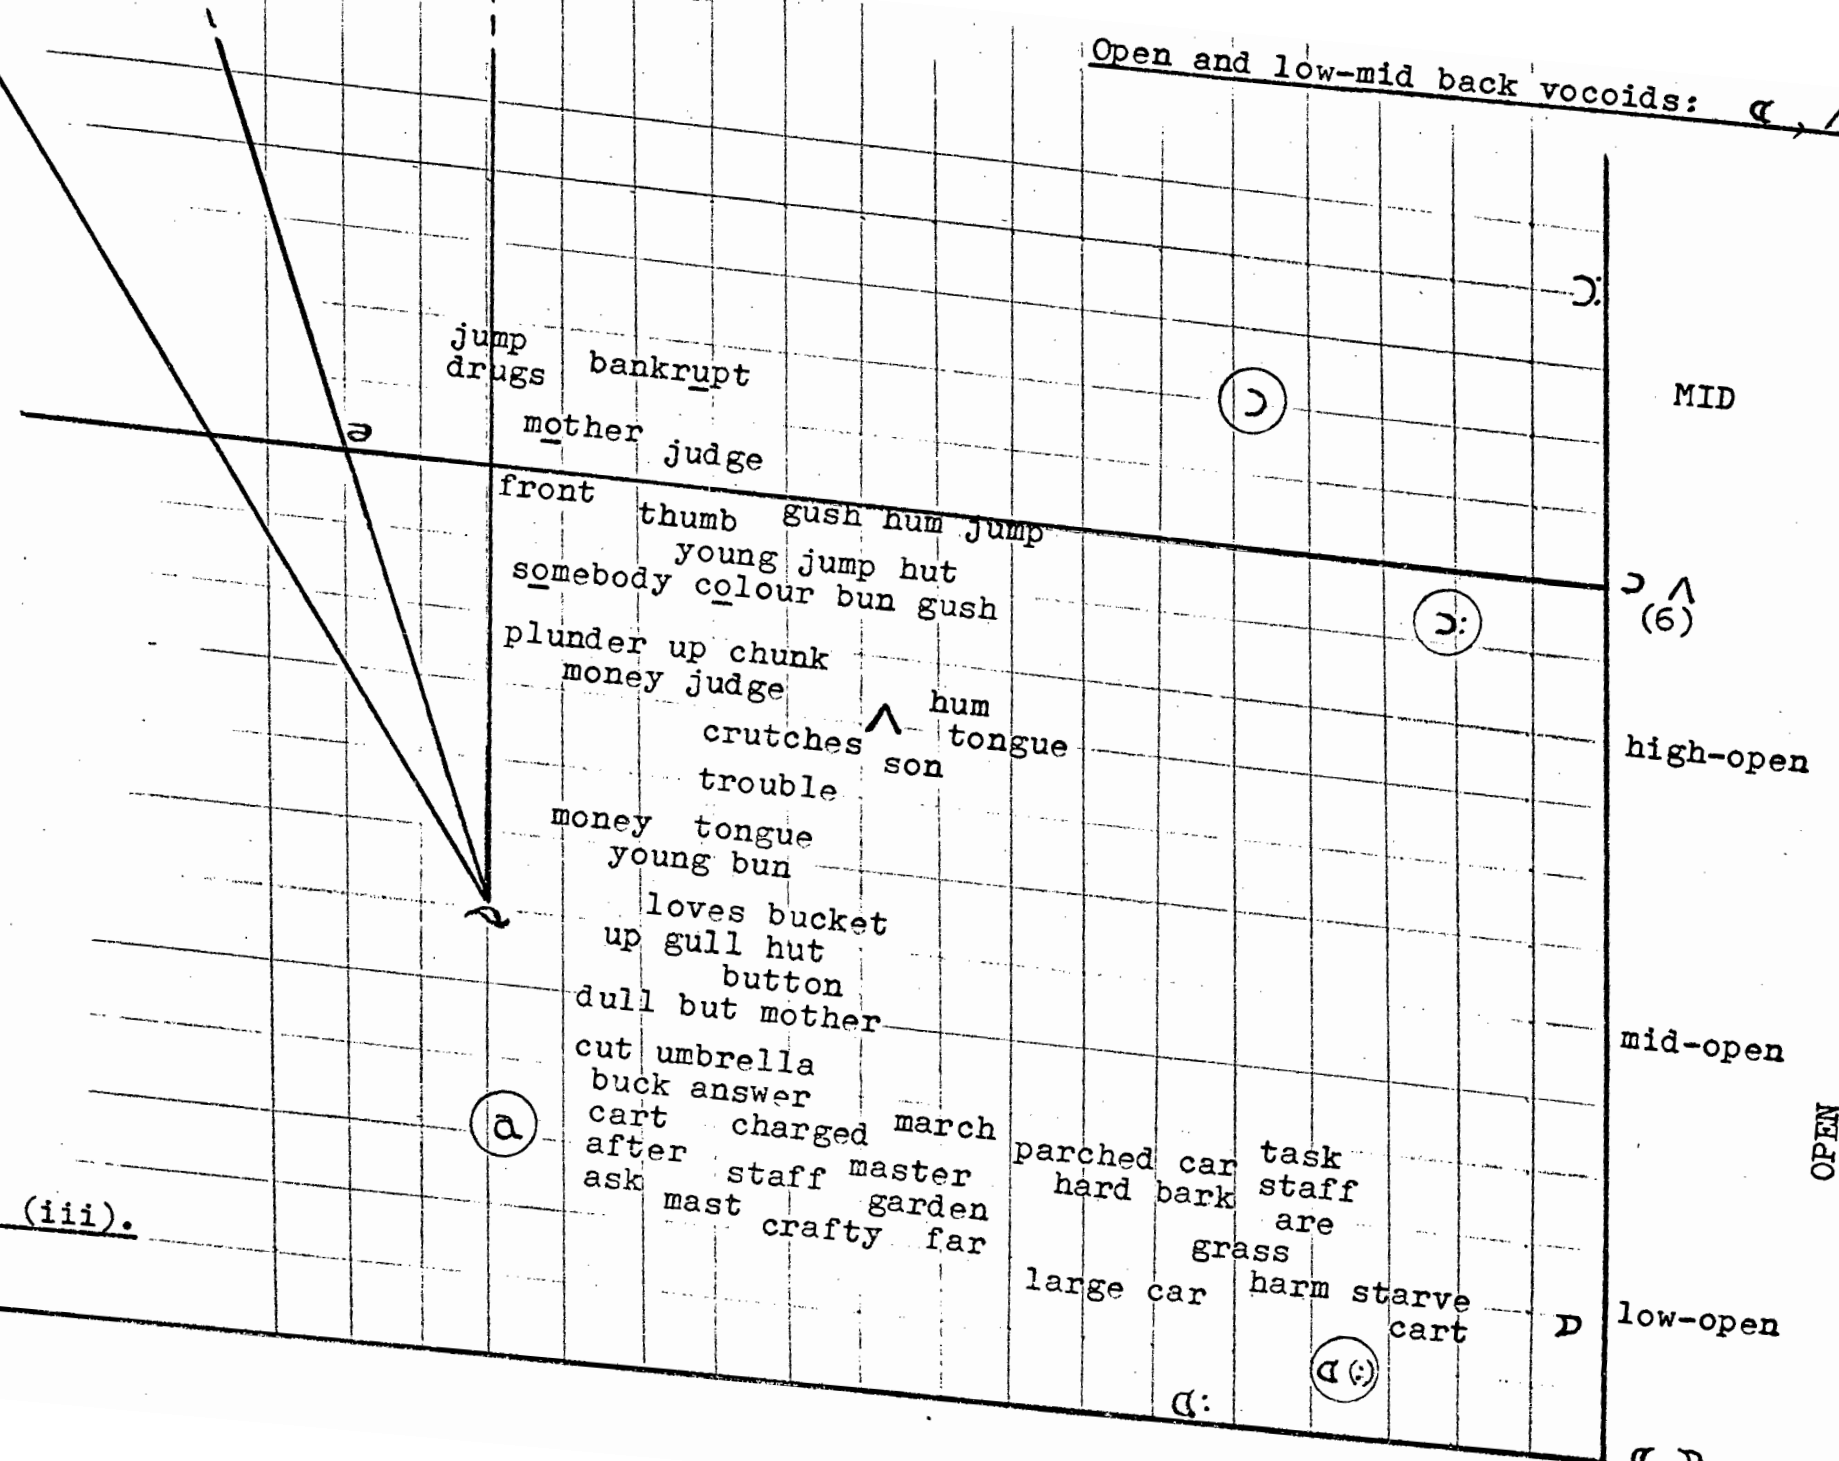 Open and low-mid back vocoids: ɑ , ʌ
ɔ:
jump
drugs bankrupt
MID
ɔ
mother judge
ə
front
thumb gush hum jump
young jump hut
somebody colour bun gush
ɔ ʌ
(6)
ɔ:
plunder up chunk
money judge
hum
crutches ʌ tongue
son
high-open
trouble
money tongue
young bun
loves bucket
up gull hut
button
dull but mother
mid-open
cut umbrella
buck answer
a
cart charged march
after staff master
ask mast garden
crafty far
parched car task
hard bark staff
are
grass
large car harm starve
cart
OPEN
(iii).
ɒ low-open
ɑ(:)
ɑ: